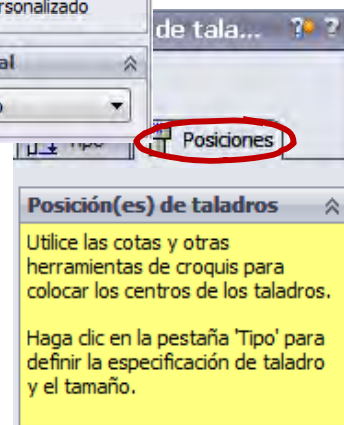 rsonalizado
al
de tala...
Tipo
Posiciones
Posición(es) de taladros
Utilice las cotas y otras
herramientas de croquis para
colocar los centros de los taladros.
Haga clic en la pestaña 'Tipo' para
definir la especificación de taladro
y el tamaño.